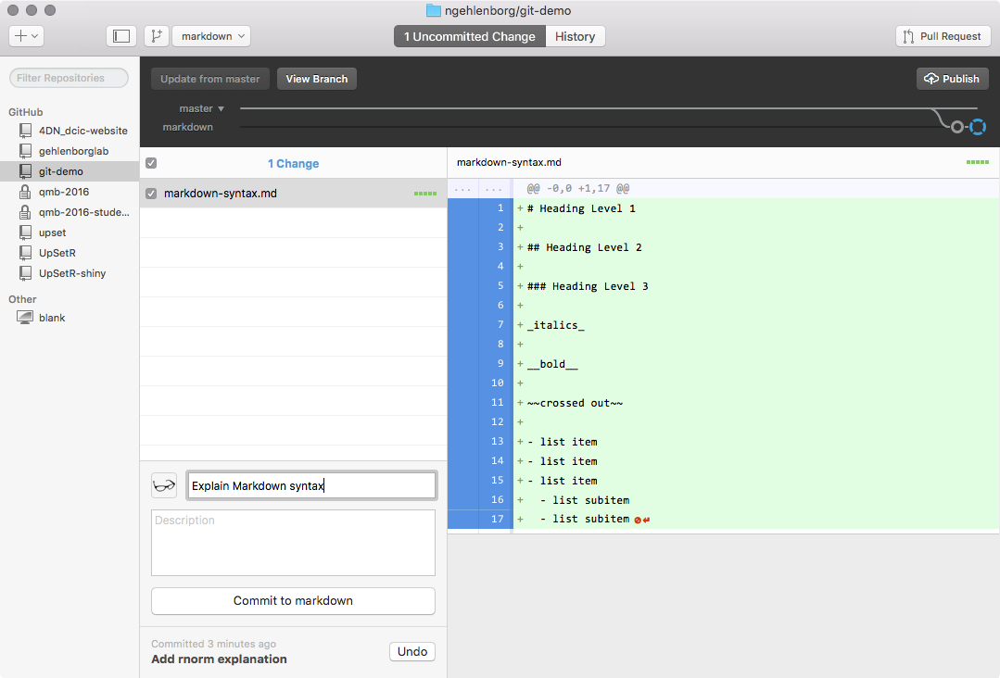 ngehlenborg/git-demo
markdown
1 Uncommitted Change
History
Pull Request
Filter Repositories
GitHub
4DN_dcic-website
gehlenborglab
git-demo
qmb-2016
qmb-2016-stude...
upset
UpSetR
UpSetR-shiny
Other
blank
Update from master
View Branch
Publish
master
markdown
1 Change
markdown-syntax.md
Explain Markdown syntax
Description
Commit to markdown
Committed 3 minutes ago
Add rnorm explanation
Undo
markdown-syntax.md
... ... @@ -0,0 +1,17 @@
1 +# Heading Level 1
2 +
3 +## Heading Level 2
4 +
5 +### Heading Level 3
6 +
7 +_italics_
8 +
9 +__bold__
10 +
11 +~~crossed out~~
12 +
13 +- list item
14 +- list item
15 +- list item
16 +  - list subitem
17 +  - list subitem